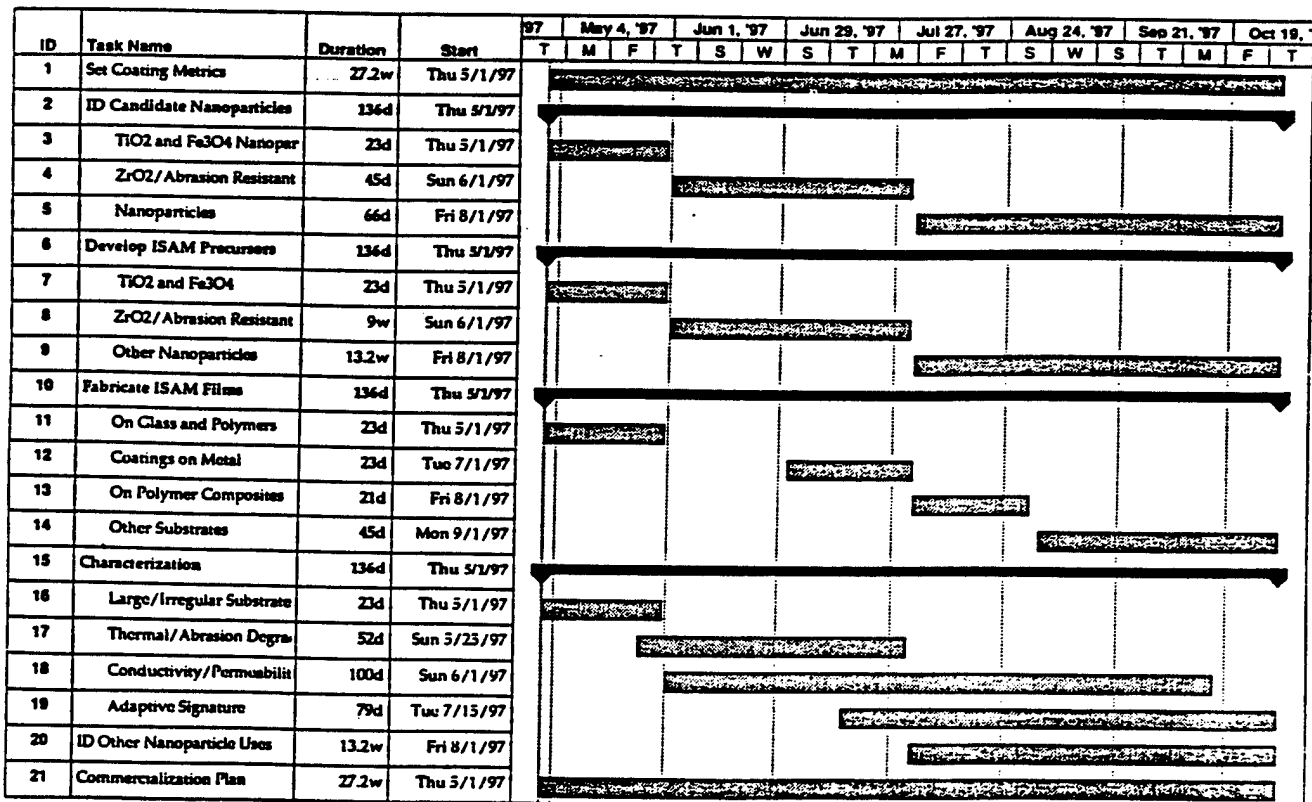 ID Task Name Duration Start 97 May 4, '97 Jun 1, '97 Jun 29, '97 Jul 27, '97 Aug 24, '97 Sep 21, '97 Oct 19, '
T M F T S W S T M F T S W S T M F T
1 Set Coating Metrics 27.2w Thu 5/1/97
2 ID Candidate Nanoparticles 136d Thu 5/1/97
3 TiO2 and Fe3O4 Nanopar 23d Thu 5/1/97
4 ZrO2/Abrasion Resistant 45d Sun 6/1/97
5 Nanoparticles 66d Fri 8/1/97
6 Develop ISAM Precursors 136d Thu 5/1/97
7 TiO2 and Fe3O4 23d Thu 5/1/97
8 ZrO2/Abrasion Resistant 9w Sun 6/1/97
9 Other Nanoparticles 13.2w Fri 8/1/97
10 Fabricate ISAM Films 136d Thu 5/1/97
11 On Glass and Polymers 23d Thu 5/1/97
12 Coatings on Metal 23d Tue 7/1/97
13 On Polymer Composites 21d Fri 8/1/97
14 Other Substrates 45d Mon 9/1/97
15 Characterization 136d Thu 5/1/97
16 Large/Irregular Substrate 23d Thu 5/1/97
17 Thermal/Abrasion Degra 52d Sun 5/25/97
18 Conductivity/Permeabilit 100d Sun 6/1/97
19 Adaptive Signature 79d Tue 7/15/97
20 ID Other Nanoparticle Uses 13.2w Fri 8/1/97
21 Commercialization Plan 27.2w Thu 5/1/97